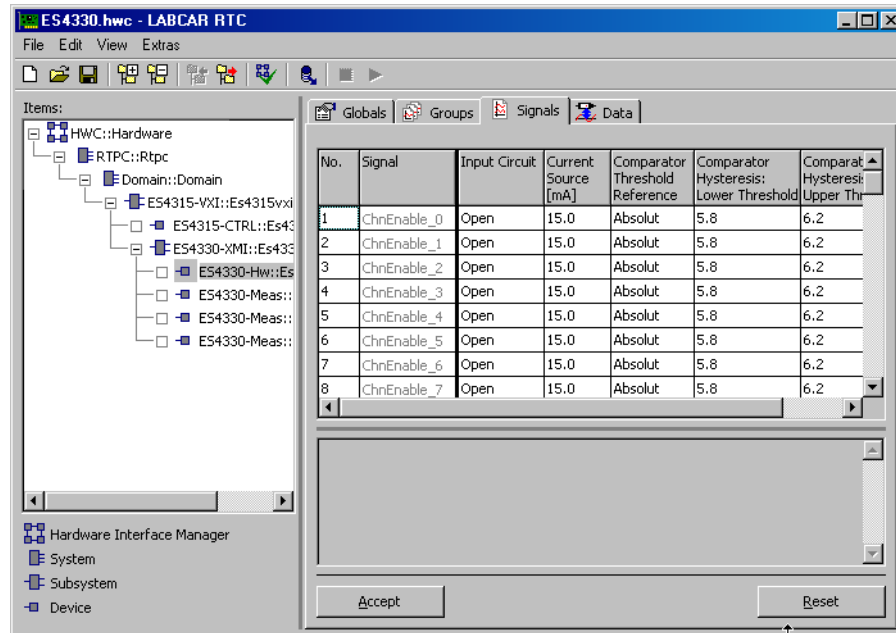 ES4330.hwc - LABCAR RTC
File Edit View Extras
Items:
HWC::Hardware
RTPC::Rtpc
Domain::Domain
ES4315-VXI::Es4315vxi
ES4315-CTRL::Es43
ES4330-XMI::Es433
ES4330-Hw::Es
ES4330-Meas::
ES4330-Meas::
ES4330-Meas::
Hardware Interface Manager
System
Subsystem
Device
Globals Groups Signals Data
No. Signal Input Circuit Current Source [mA] Comparator Threshold Reference Comparator Hysteresis: Lower Threshold Comparat Hysteresis Upper Thr
1 ChnEnable_0 Open 15.0 Absolut 5.8 6.2
2 ChnEnable_1 Open 15.0 Absolut 5.8 6.2
3 ChnEnable_2 Open 15.0 Absolut 5.8 6.2
4 ChnEnable_3 Open 15.0 Absolut 5.8 6.2
5 ChnEnable_4 Open 15.0 Absolut 5.8 6.2
6 ChnEnable_5 Open 15.0 Absolut 5.8 6.2
7 ChnEnable_6 Open 15.0 Absolut 5.8 6.2
8 ChnEnable_7 Open 15.0 Absolut 5.8 6.2
Accept Reset